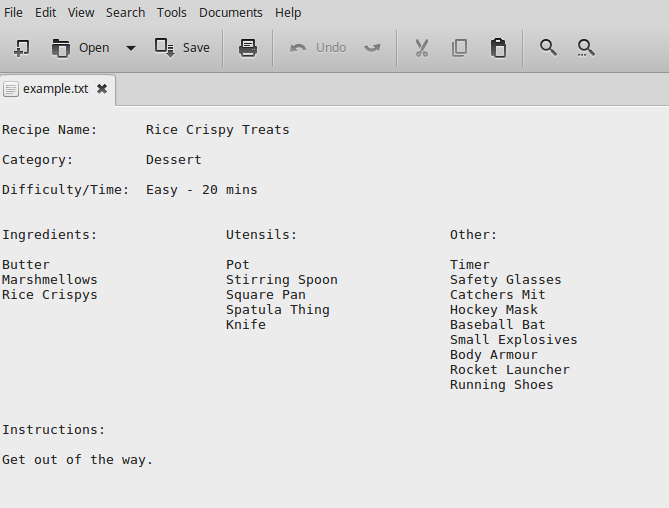 File Edit View Search Tools Documents Help
Open Save Undo
example.txt
Recipe Name: Rice Crispy Treats
Category: Dessert
Difficulty/Time: Easy - 20 mins
Ingredients: Utensils: Other:
Butter Pot Timer
Marshmellows Stirring Spoon Safety Glasses
Rice Crispys Square Pan Catchers Mit
Spatula Thing Hockey Mask
Knife Baseball Bat
Small Explosives
Body Armour
Rocket Launcher
Running Shoes
Instructions:
Get out of the way.